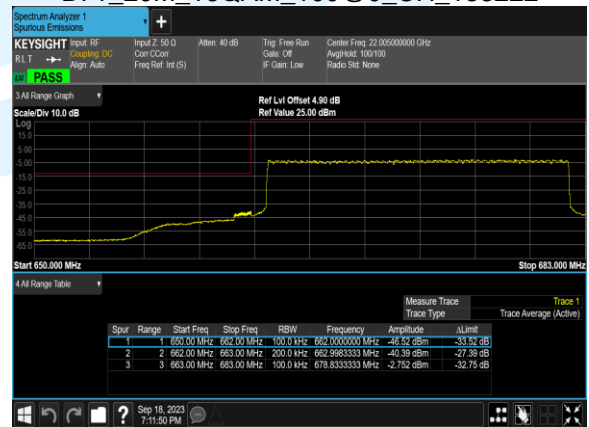 Spectrum Analyzer 1
Spurious Emissions
KEYSIGHT Input: RF Input Z: 50 Ω Atten: 40 dB Trig: Free Run Center Freq: 22.005000000 GHz
RLT Coupling: DC Corr CCorr Gate: Off Avg|Hold: 100/100
Align: Auto Freq Ref: Int (S) IF Gain: Low Radio Std: None
PASS
3 All Range Graph
Ref Lvl Offset 4.90 dB
Scale/Div 10.0 dB Ref Value 25.00 dBm
Log
15.0
5.00
-5.00
-15.0
-25.0
-35.0
-45.0
-55.0
-65.0
Start 650.000 MHz Stop 683.000 MHz
4 All Range Table
Measure Trace Trace 1
Trace Type Trace Average (Active)
Spur Range Start Freq Stop Freq RBW Frequency Amplitude ΔLimit
1 1 650.00 MHz 662.00 MHz 100.0 kHz 662.0000000 MHz -46.52 dBm -33.52 dB
2 2 662.00 MHz 663.00 MHz 200.0 kHz 662.9983333 MHz -40.39 dBm -27.39 dB
3 3 663.00 MHz 683.00 MHz 100.0 kHz 678.8333333 MHz -2.752 dBm -32.75 dB
? Sep 18, 2023
7:11:50 PM